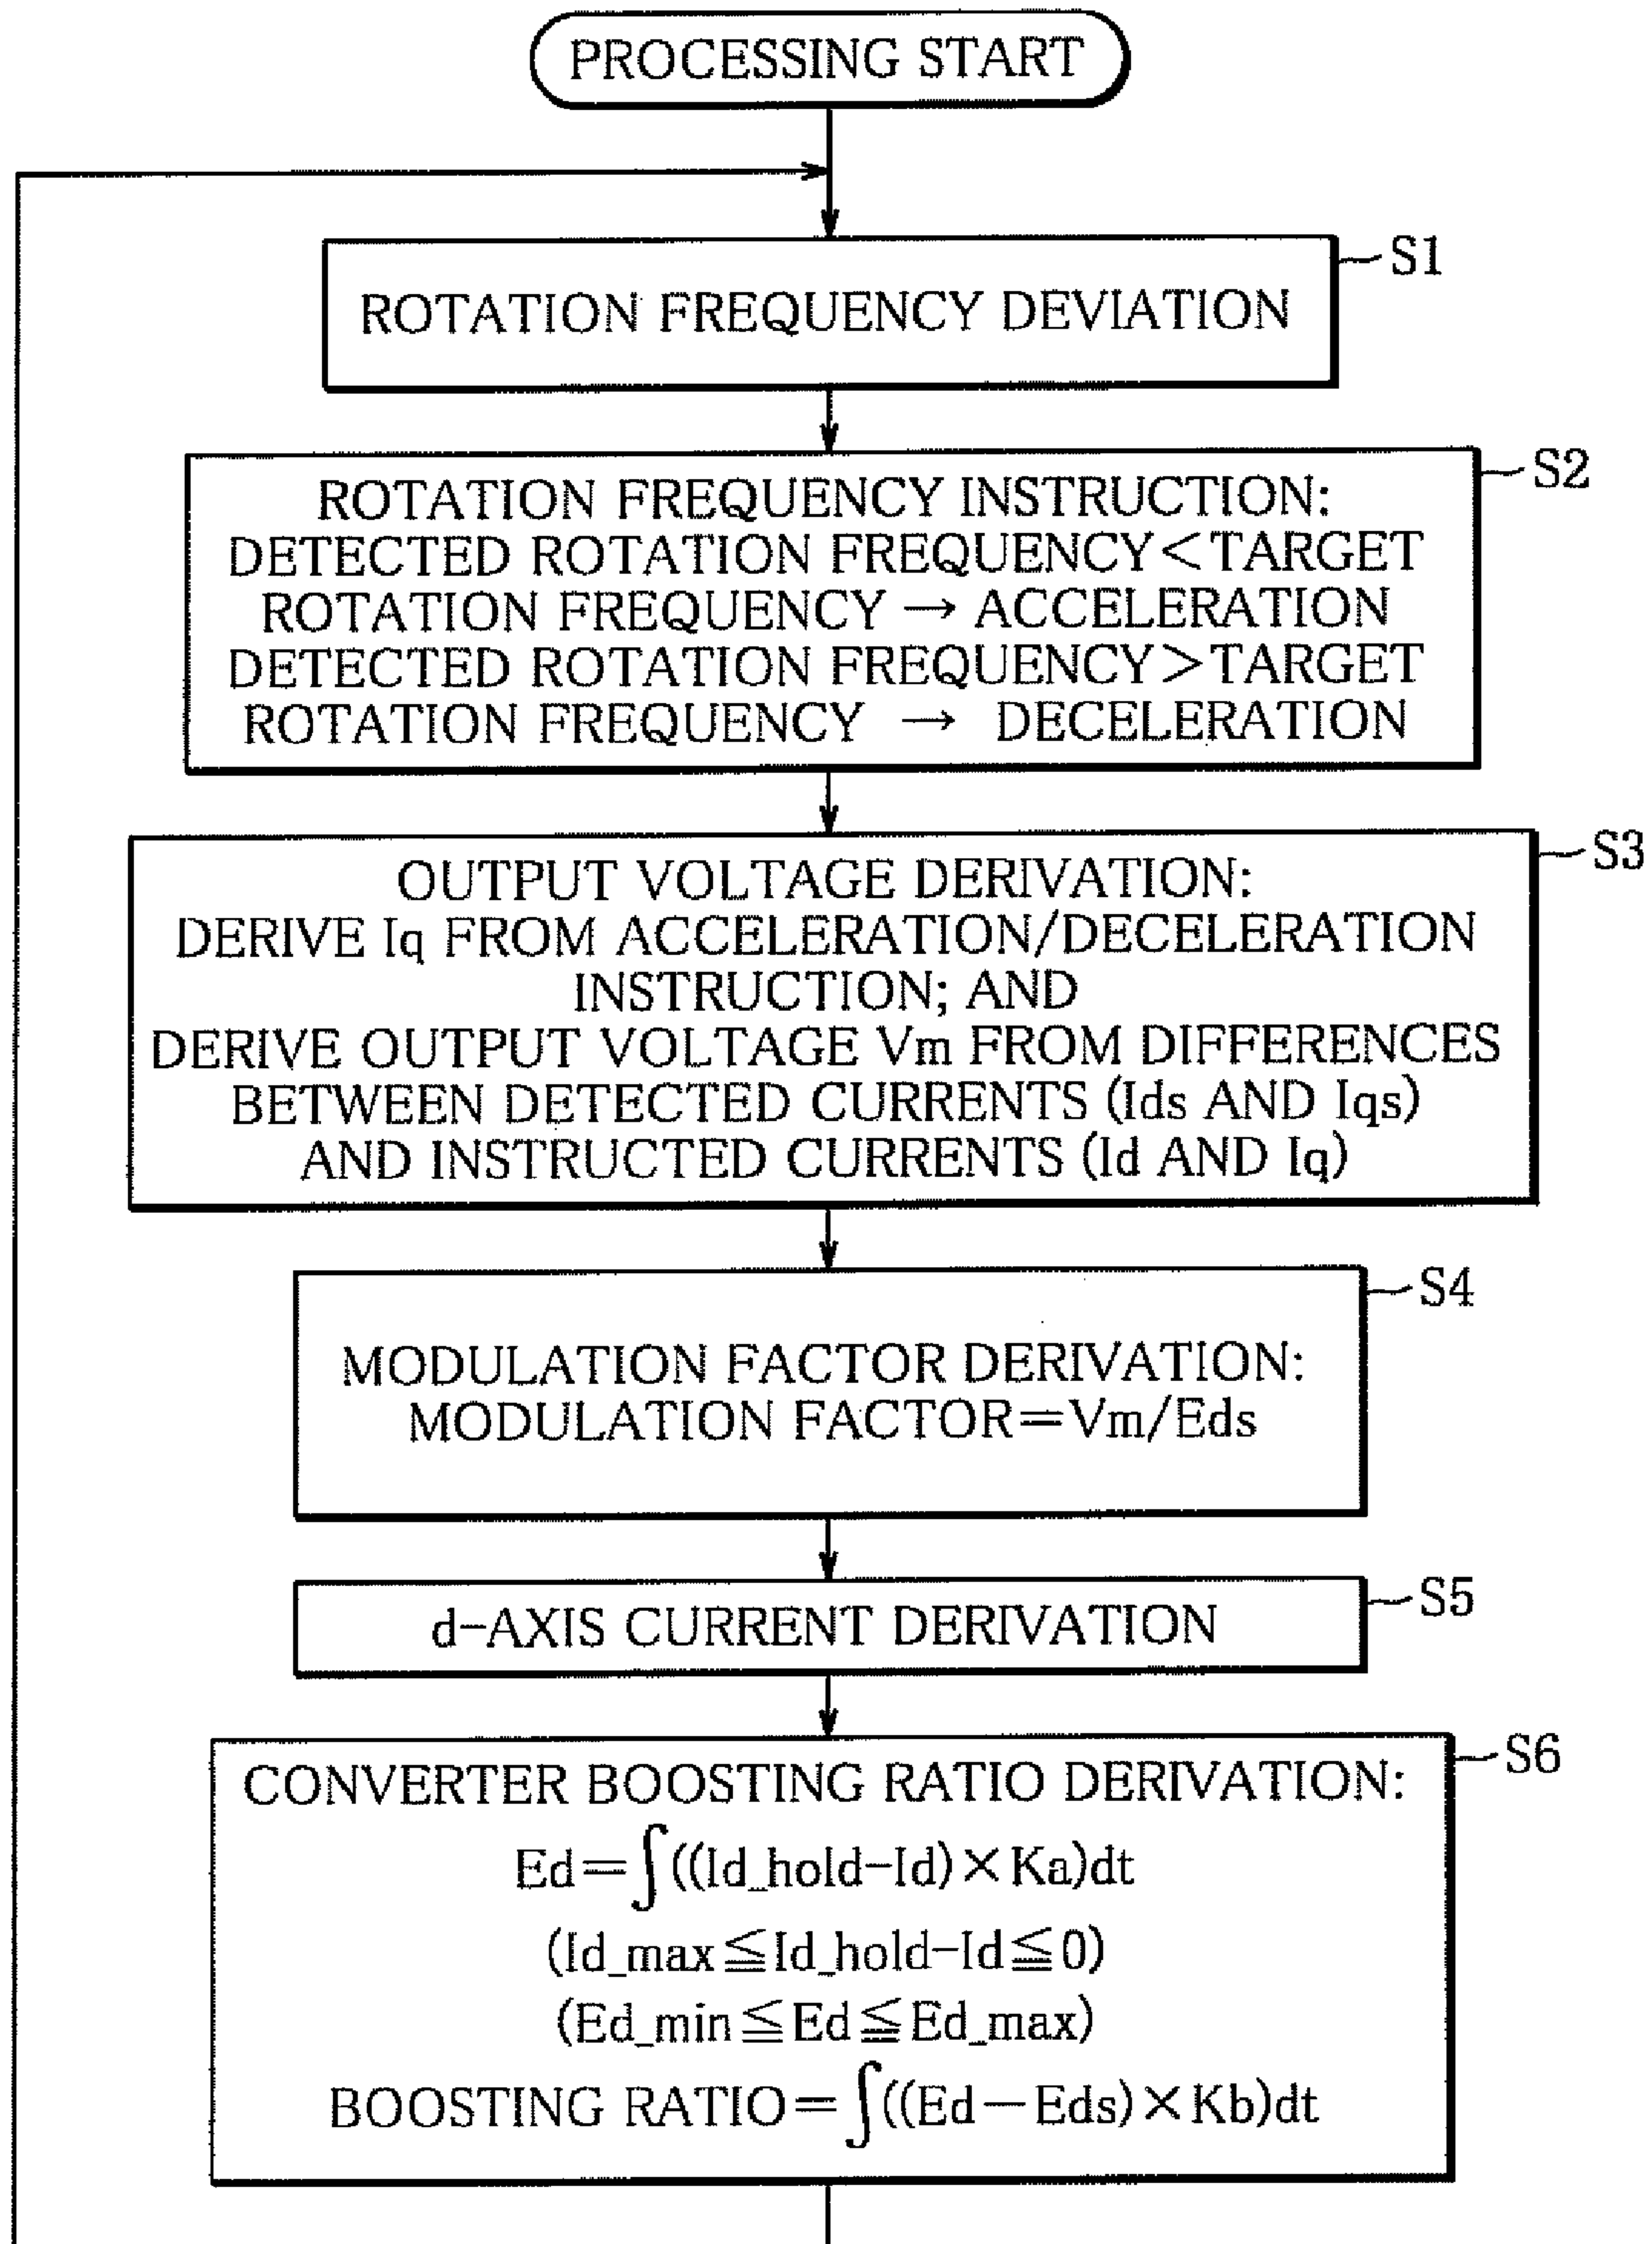 PROCESSING START
S1
ROTATION FREQUENCY DEVIATION
S2
ROTATION FREQUENCY INSTRUCTION:
DETECTED ROTATION FREQUENCY<TARGET
ROTATION FREQUENCY → ACCELERATION
DETECTED ROTATION FREQUENCY>TARGET
ROTATION FREQUENCY → DECELERATION
S3
OUTPUT VOLTAGE DERIVATION:
DERIVE Iq FROM ACCELERATION/DECELERATION
INSTRUCTION; AND
DERIVE OUTPUT VOLTAGE Vm FROM DIFFERENCES
BETWEEN DETECTED CURRENTS (Ids AND Iqs)
AND INSTRUCTED CURRENTS (Id AND Iq)
S4
MODULATION FACTOR DERIVATION:
MODULATION FACTOR=Vm/Eds
S5
d-AXIS CURRENT DERIVATION
S6
CONVERTER BOOSTING RATIO DERIVATION:
Ed=∫((Id_hold-Id)×Ka)dt
(Id_max≦Id_hold-Id≦0)
(Ed_min≦Ed≦Ed_max)
BOOSTING RATIO=∫((Ed-Eds)×Kb)dt